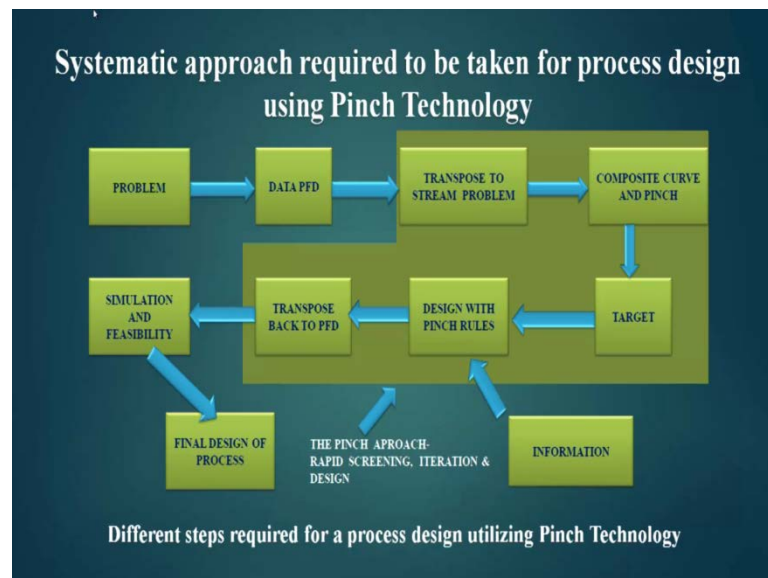 Systematic approach required to be taken for process design
using Pinch Technology
PROBLEM
DATA PFD
TRANSPOSE TO
STREAM PROBLEM
COMPOSITE CURVE
AND PINCH
SIMULATION
AND
FEASIBILITY
TRANSPOSE
BACK TO PFD
DESIGN WITH
PINCH RULES
TARGET
FINAL DESIGN OF
PROCESS
THE PINCH APROACH-
RAPID SCREENING, ITERATION &
DESIGN
INFORMATION
Different steps required for a process design utilizing Pinch Technology